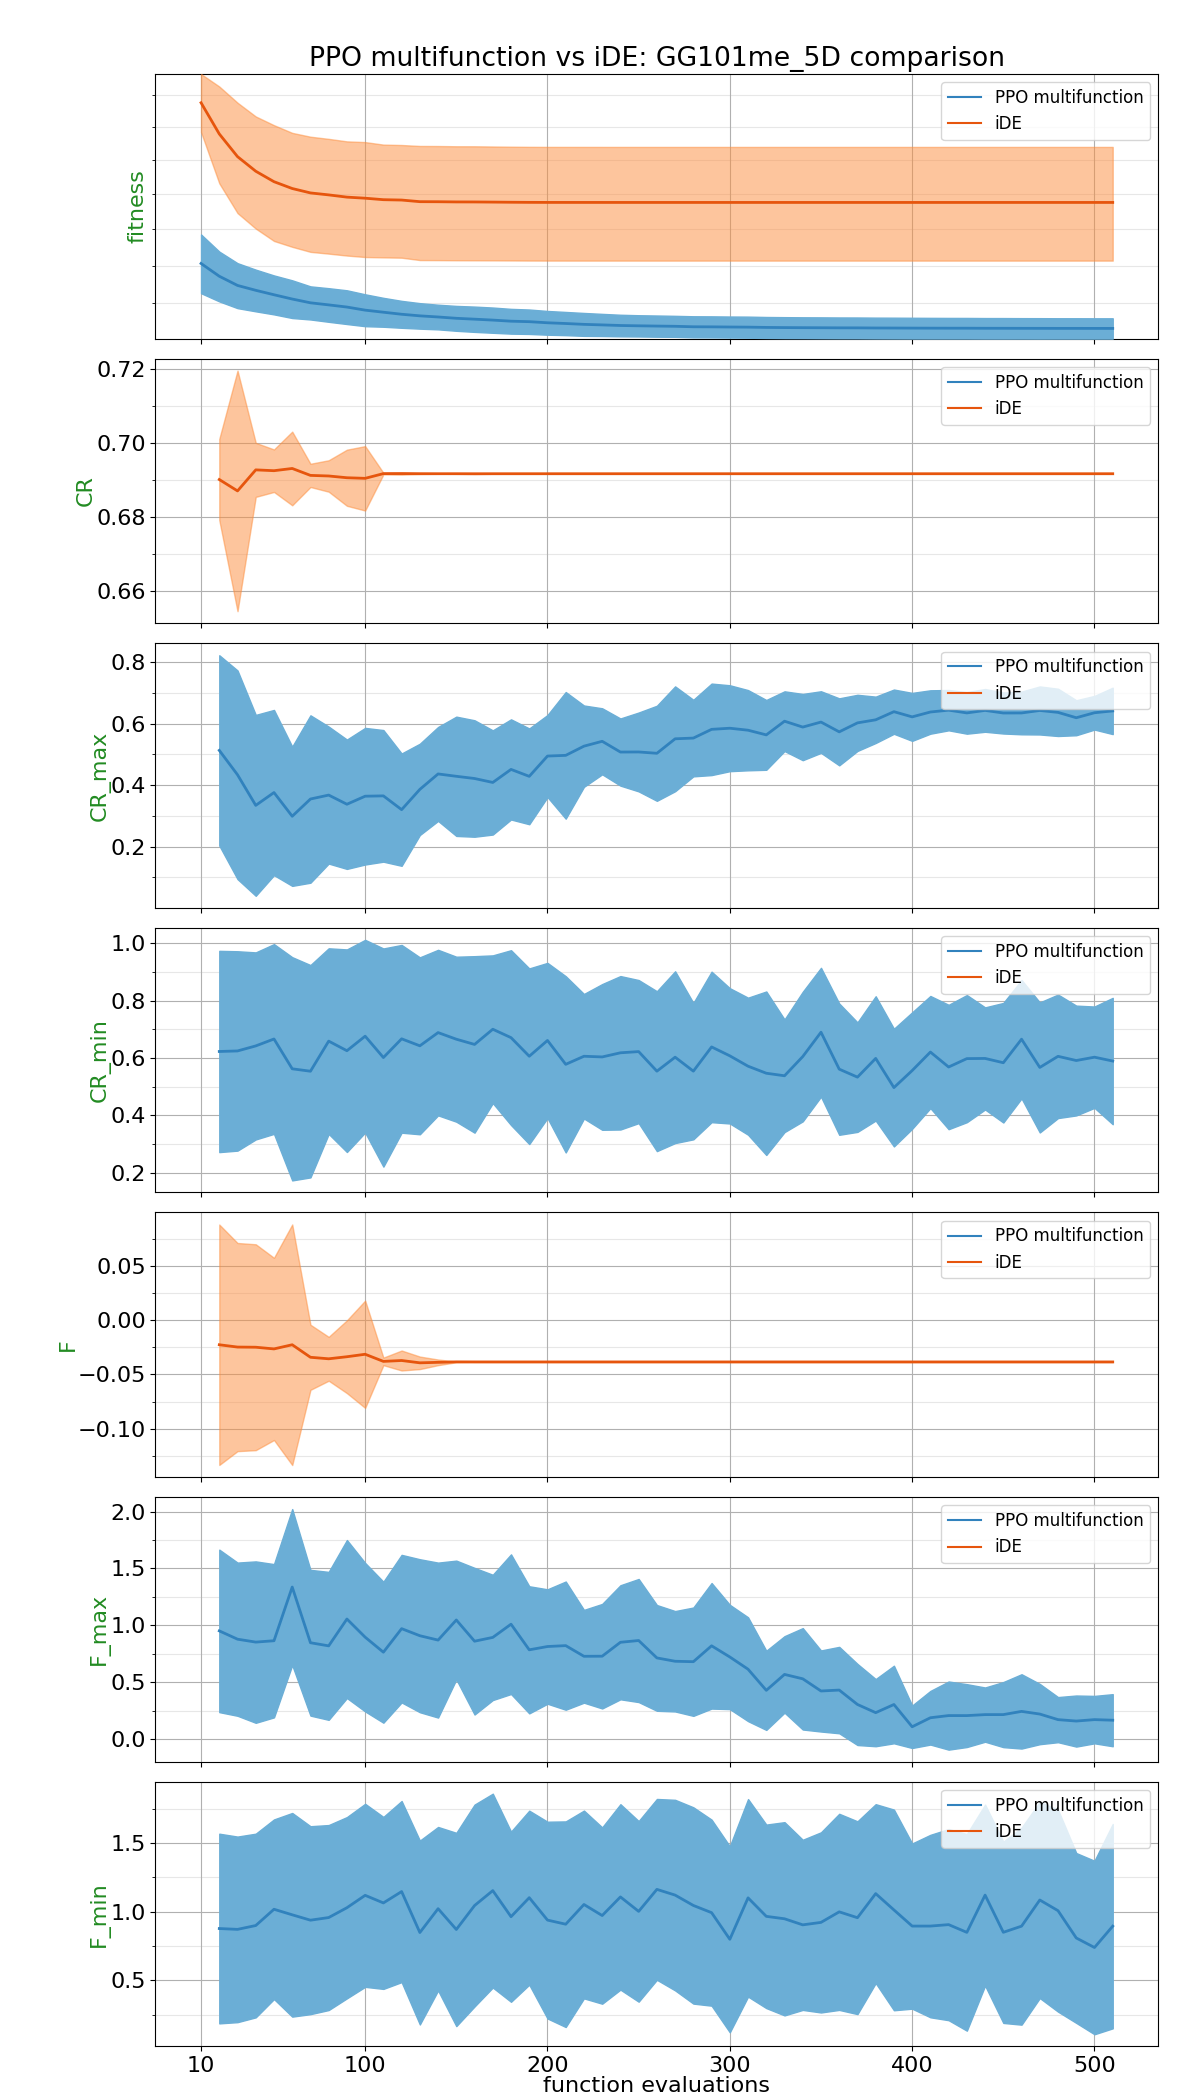 PPO multifunction vs iDE: GG101me_5D comparison
fitness
PPO multifunction
iDE
CR
0.72
0.70
0.68
0.66
PPO multifunction
iDE
CR_max
0.8
0.6
0.4
0.2
PPO multifunction
iDE
CR_min
1.0
0.8
0.6
0.4
0.2
PPO multifunction
iDE
F
0.05
0.00
−0.05
−0.10
PPO multifunction
iDE
F_max
2.0
1.5
1.0
0.5
0.0
PPO multifunction
iDE
F_min
1.5
1.0
0.5
PPO multifunction
iDE
10 100 200 300 400 500
function evaluations